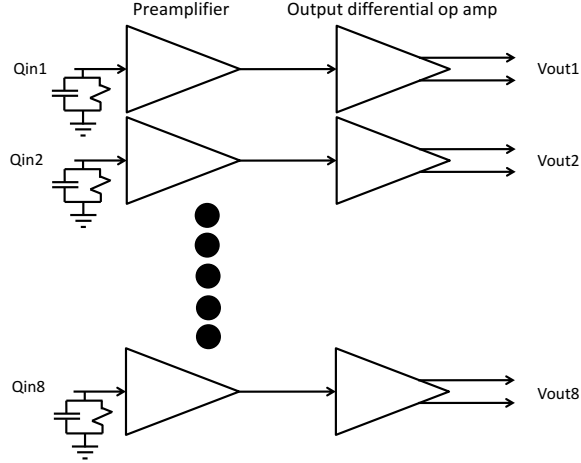 Preamplifier
Output differential op amp
Qin1
Vout1
Qin2
Vout2
Qin8
Vout8